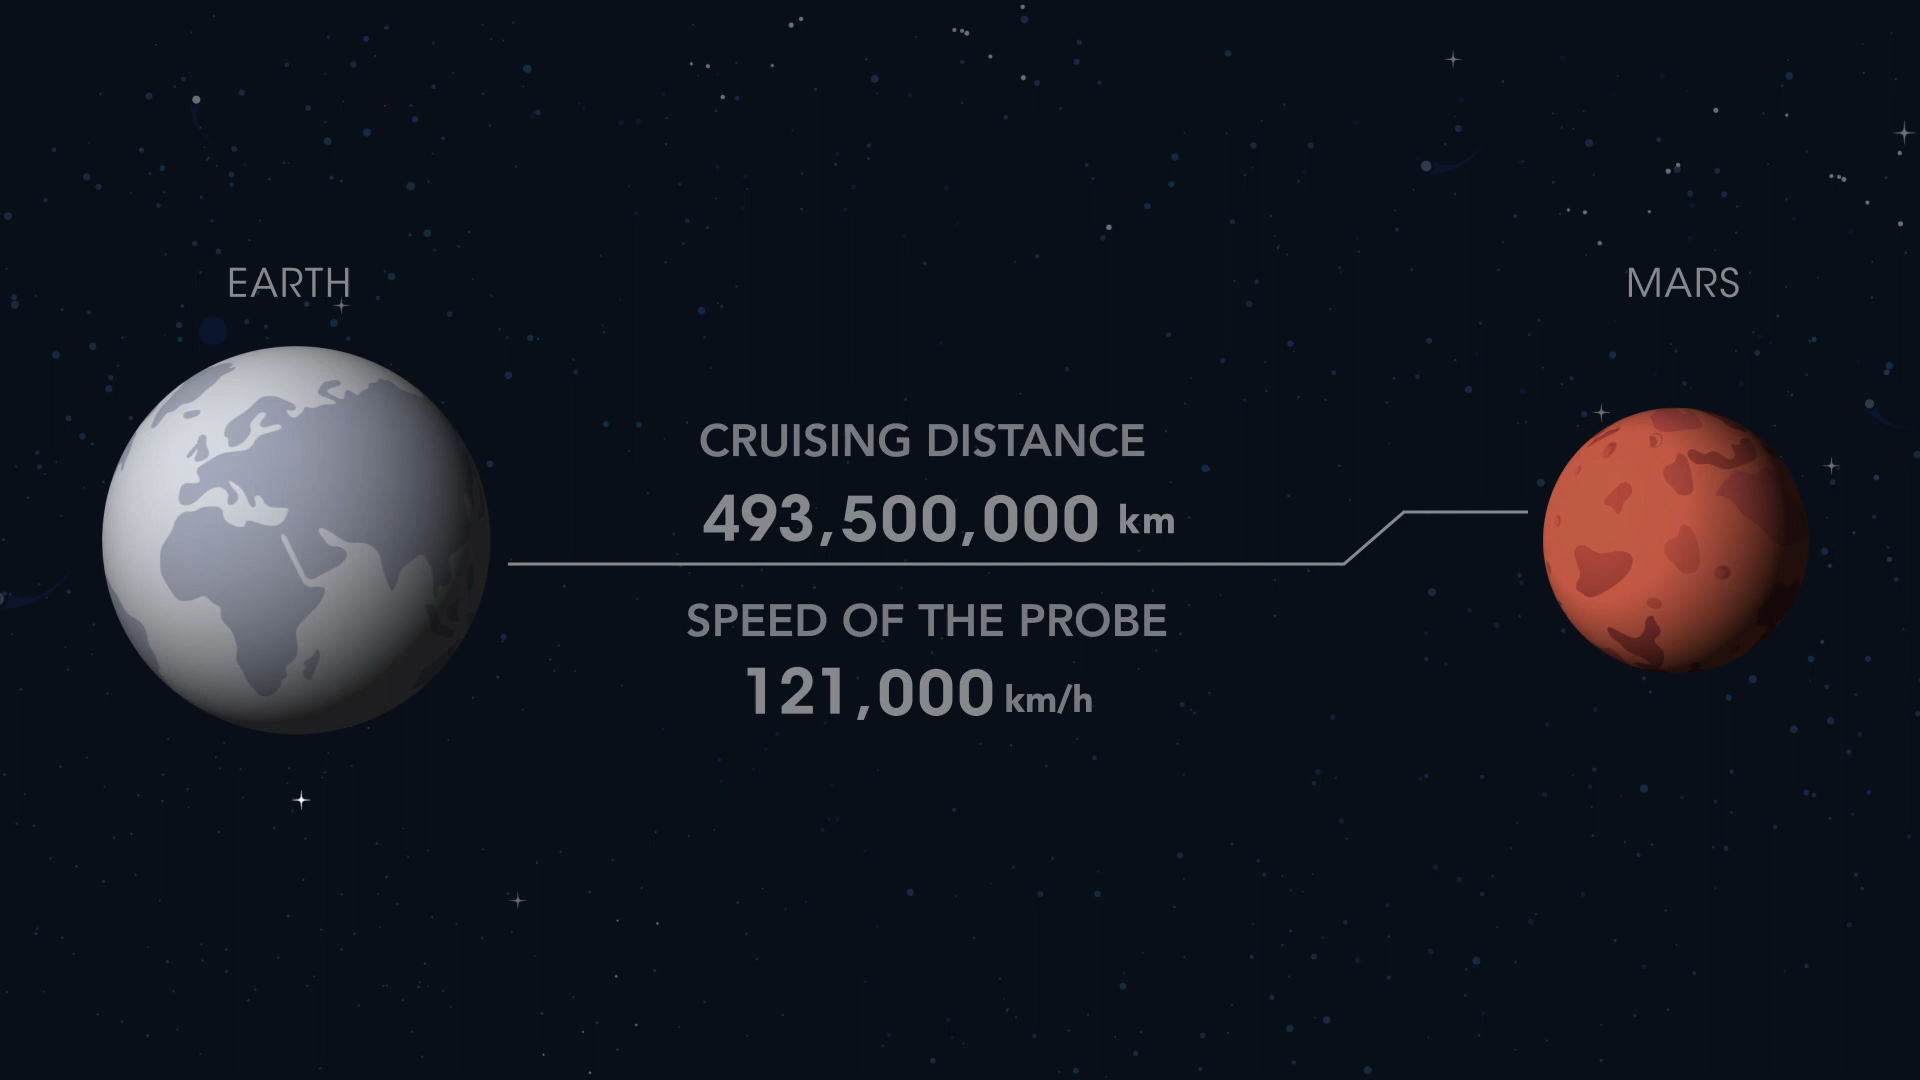 EARTH
MARS
CRUISING DISTANCE
493,500,000 km
SPEED OF THE PROBE
121,000 km/h